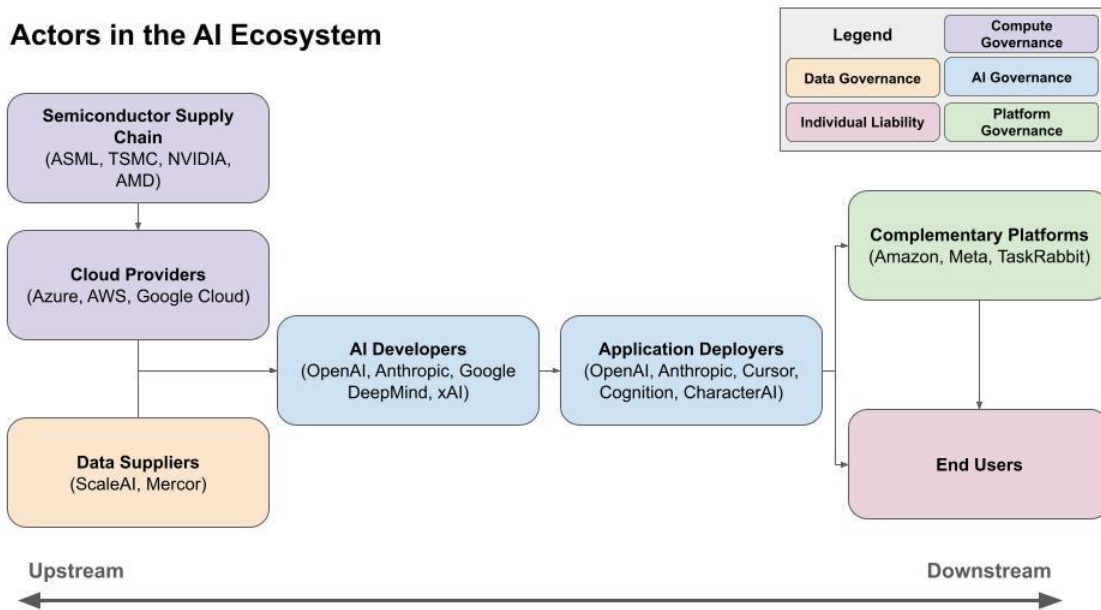 Actors in the AI Ecosystem
Legend
Compute
Governance
Data Governance
AI Governance
Individual Liability
Platform
Governance
Semiconductor Supply
Chain
(ASML, TSMC, NVIDIA,
AMD)
Cloud Providers
(Azure, AWS, Google Cloud)
Data Suppliers
(ScaleAI, Mercor)
AI Developers
(OpenAI, Anthropic, Google
DeepMind, xAI)
Application Deployers
(OpenAI, Anthropic, Cursor,
Cognition, CharacterAI)
Complementary Platforms
(Amazon, Meta, TaskRabbit)
End Users
Upstream
Downstream